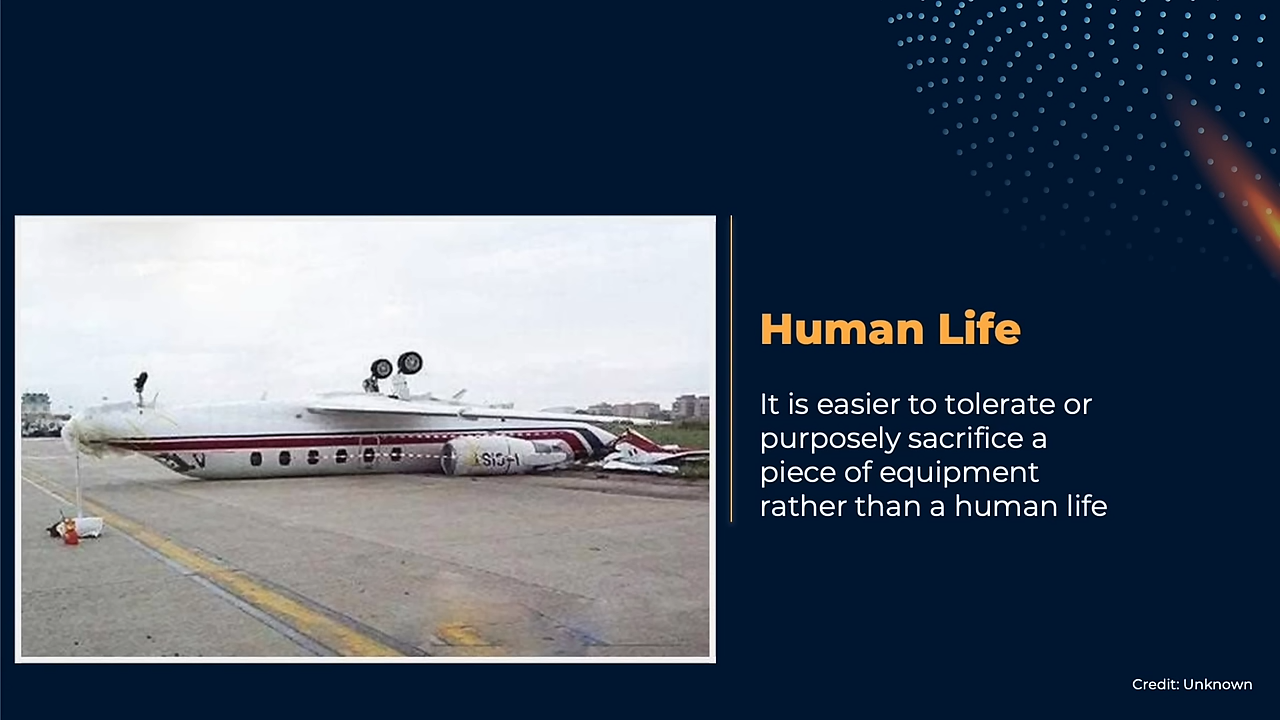 Human Life
It is easier to tolerate or
purposely sacrifice a
piece of equipment
rather than a human life
Credit: Unknown